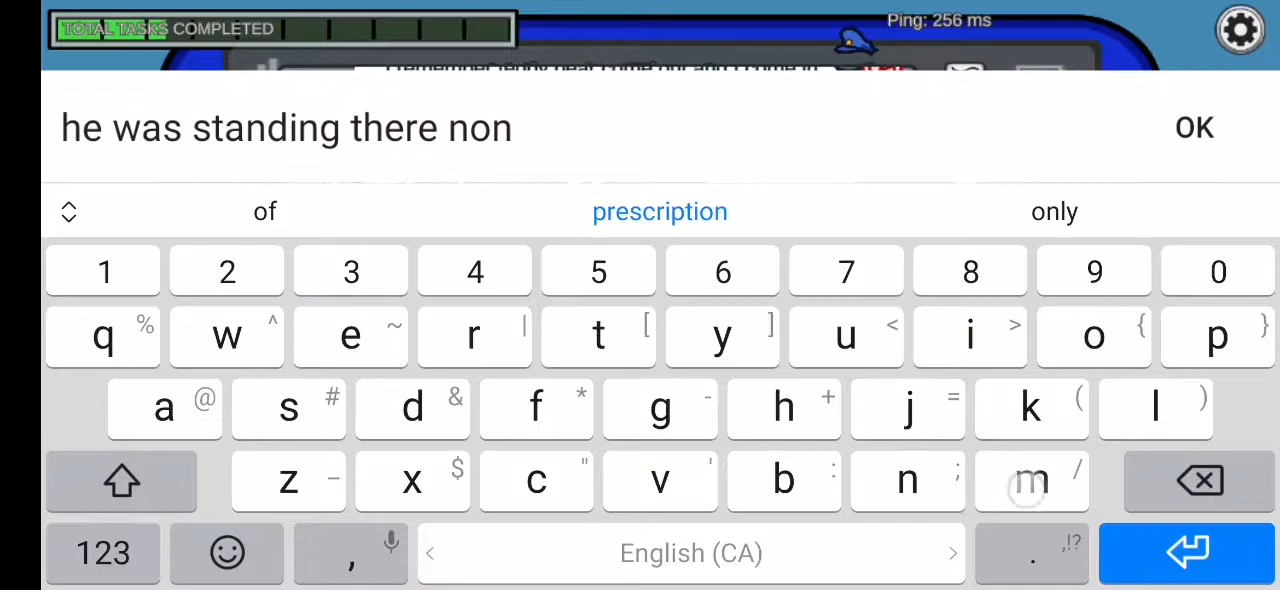 TOTAL TASKS COMPLETED
Ping: 256 ms
he was standing there non
OK
of prescription only
1 2 3 4 5 6 7 8 9 0
q % w ^ e ~ r | t [ y ] u < i > o { p }
a @ s # d & f * g - h + j = k ( l )
z _ x $ c " v ' b : n ; m /
123 , < English (CA) > . ,!?